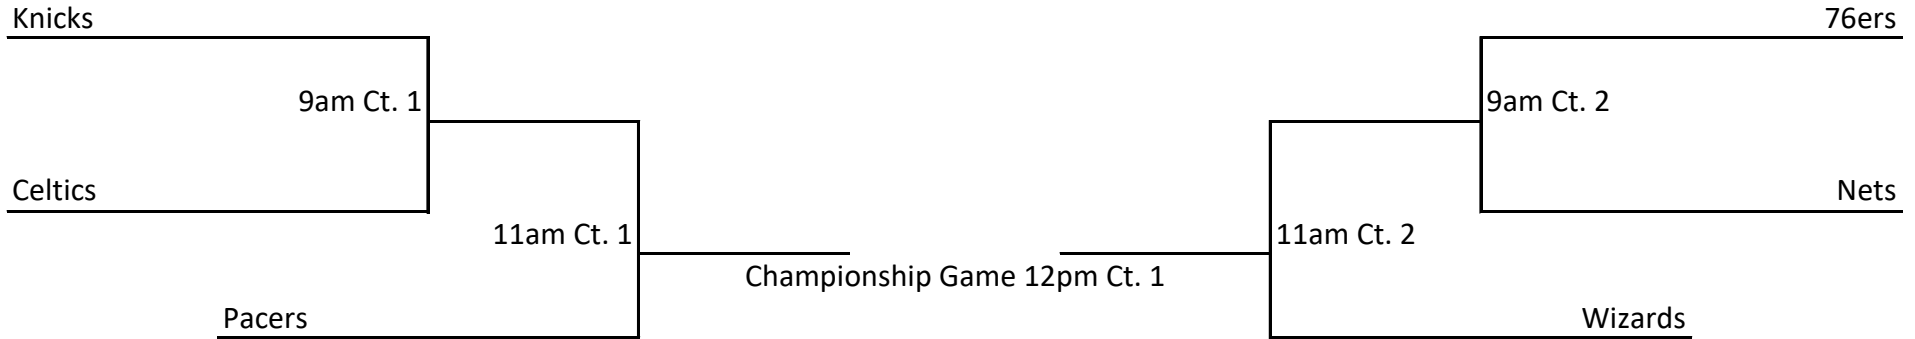 Knicks
76ers
9am Ct. 1
9am Ct. 2
Celtics
Nets
11am Ct. 1
11am Ct. 2
Championship Game 12pm Ct. 1
Pacers
Wizards